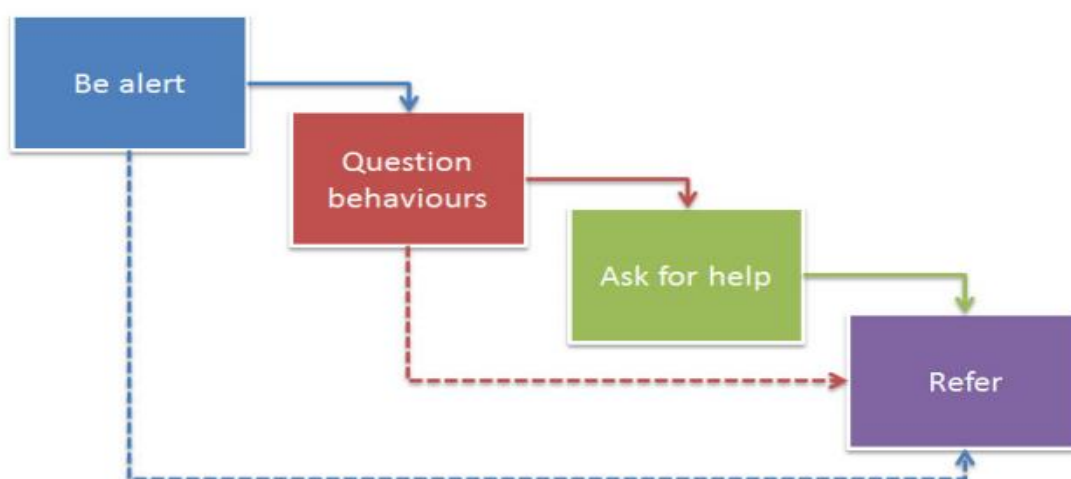 Be alert
Question
behaviours
Ask for help
Refer